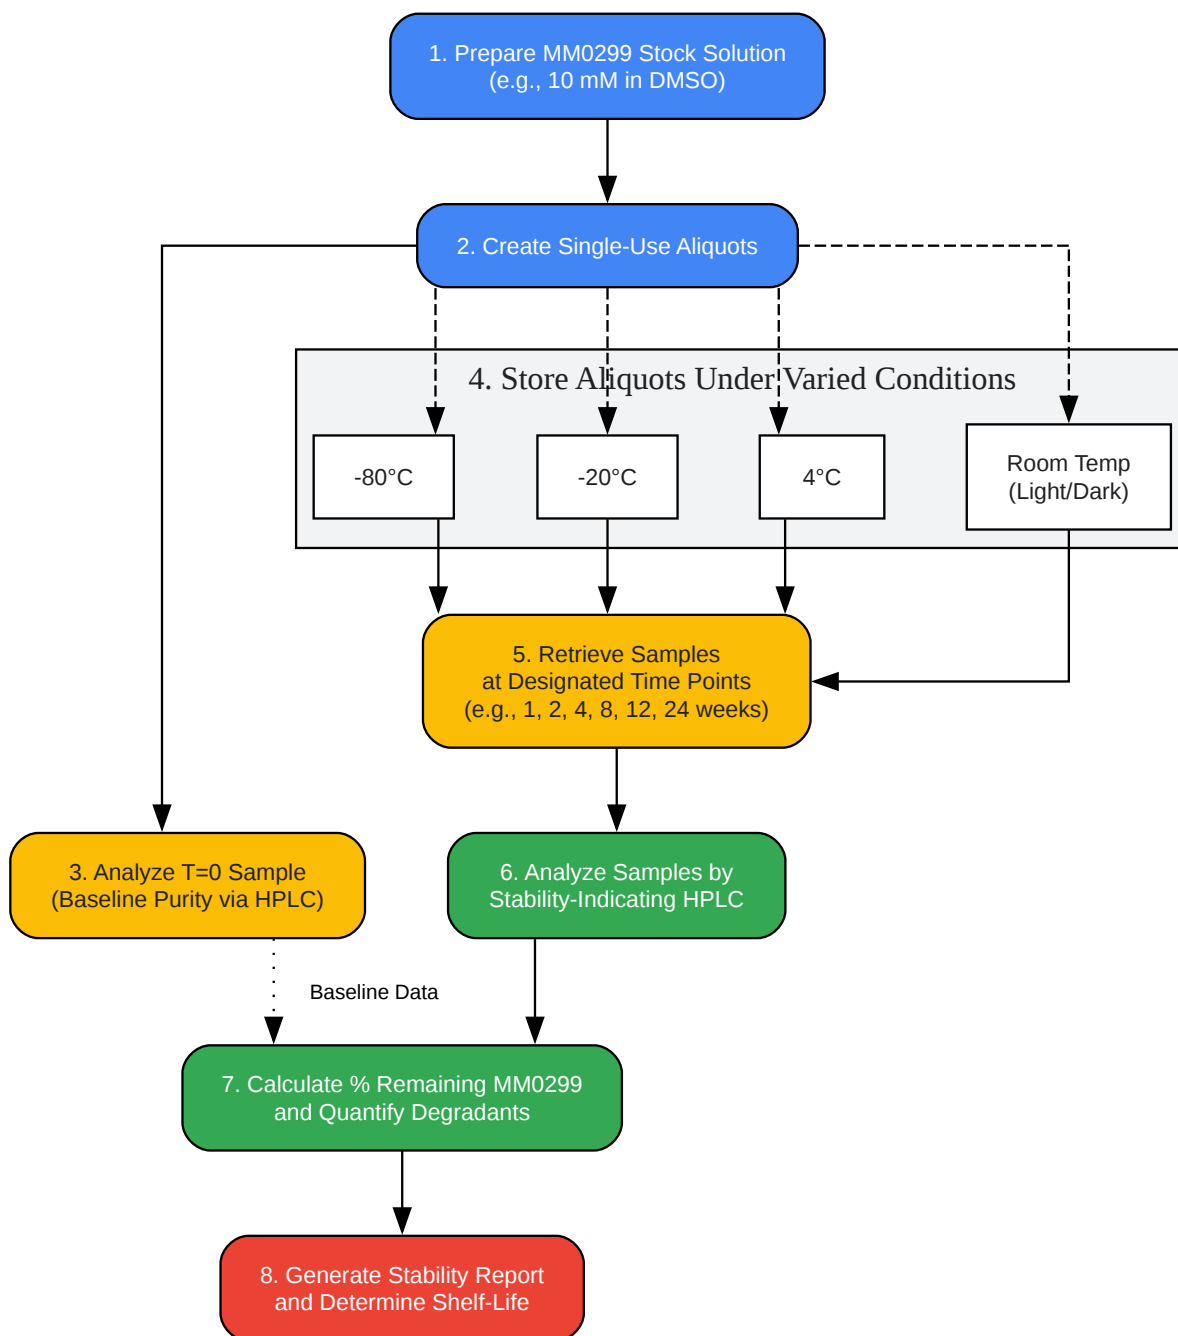 1. Prepare MM0299 Stock Solution
(e.g., 10 mM in DMSO)
2. Create Single-Use Aliquots
4. Store Aliquots Under Varied Conditions
-80°C
-20°C
4°C
Room Temp
(Light/Dark)
5. Retrieve Samples
at Designated Time Points
(e.g., 1, 2, 4, 8, 12, 24 weeks)
3. Analyze T=0 Sample
(Baseline Purity via HPLC)
6. Analyze Samples by
Stability-Indicating HPLC
Baseline Data
7. Calculate % Remaining MM0299
and Quantify Degradants
8. Generate Stability Report
and Determine Shelf-Life